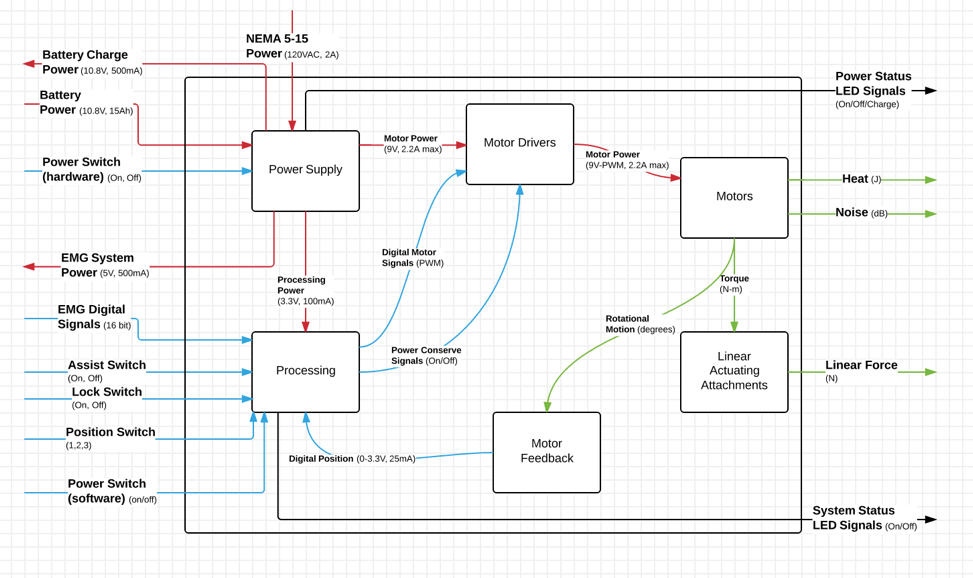 NEMA 5-15
Power (120VAC, 2A)
Battery Charge
Power (10.8V, 500mA)
Battery
Power (10.8V, 15Ah)
Power Status
LED Signals
(On/Off/Charge)
Power Switch
(hardware) (On, Off)
Power Supply
Motor Power
(9V, 2.2A max)
Motor Drivers
Motor Power
(9V-PWM, 2.2A max)
Motors
Heat (J)
Noise (dB)
EMG System
Power (5V, 500mA)
Processing
Power
(3.3V, 100mA)
Digital Motor
Signals (PWM)
Torque
(N-m)
Rotational
Motion (degrees)
EMG Digital
Signals (16 bit)
Assist Switch
(On, Off)
Lock Switch
(On, Off)
Processing
Power Conserve
Signals (On/Off)
Linear
Actuating
Attachments
Linear Force
(N)
Position Switch
(1,2,3)
Digital Position (0-3.3V, 25mA)
Motor
Feedback
Power Switch
(software) (on/off)
System Status
LED Signals (On/Off)